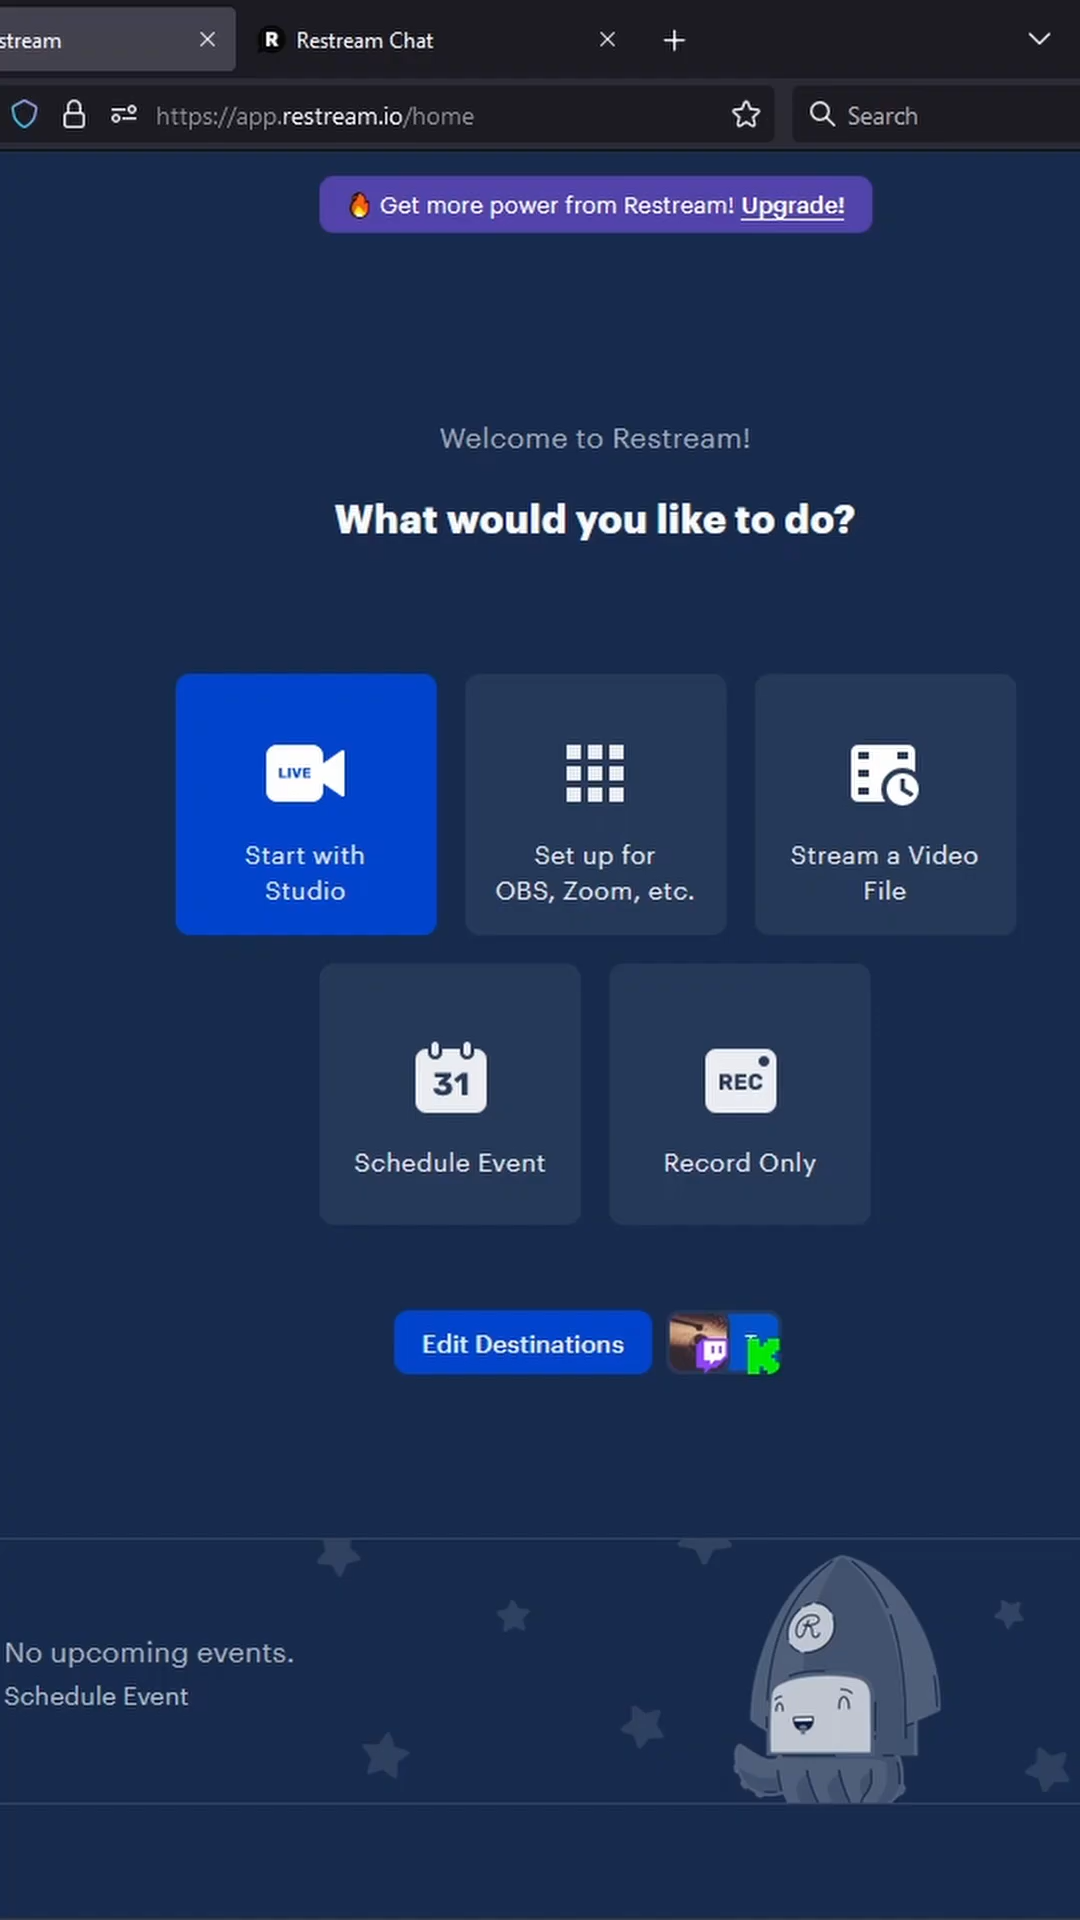 stream
Restream Chat
https://app.restream.io/home
Search
Get more power from Restream! Upgrade!
Welcome to Restream!
What would you like to do?
LIVE
Start with
Studio
Set up for
OBS, Zoom, etc.
Stream a Video
File
31
Schedule Event
REC
Record Only
Edit Destinations
No upcoming events.
Schedule Event
R